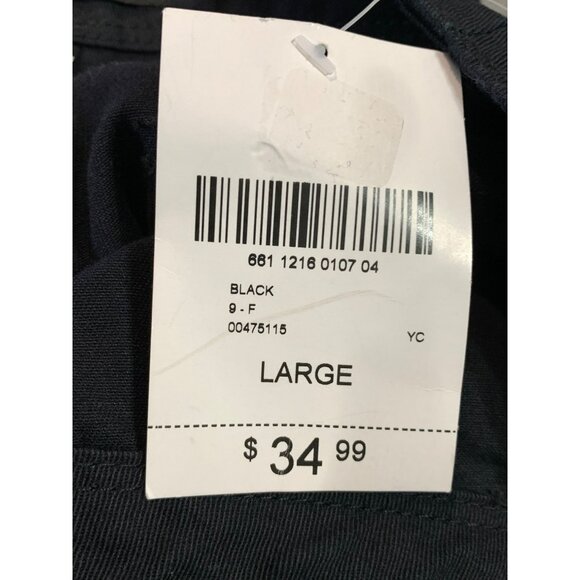 661 1216 0107 04
BLACK
9 - F
00475115 YC
LARGE
$ 34 99